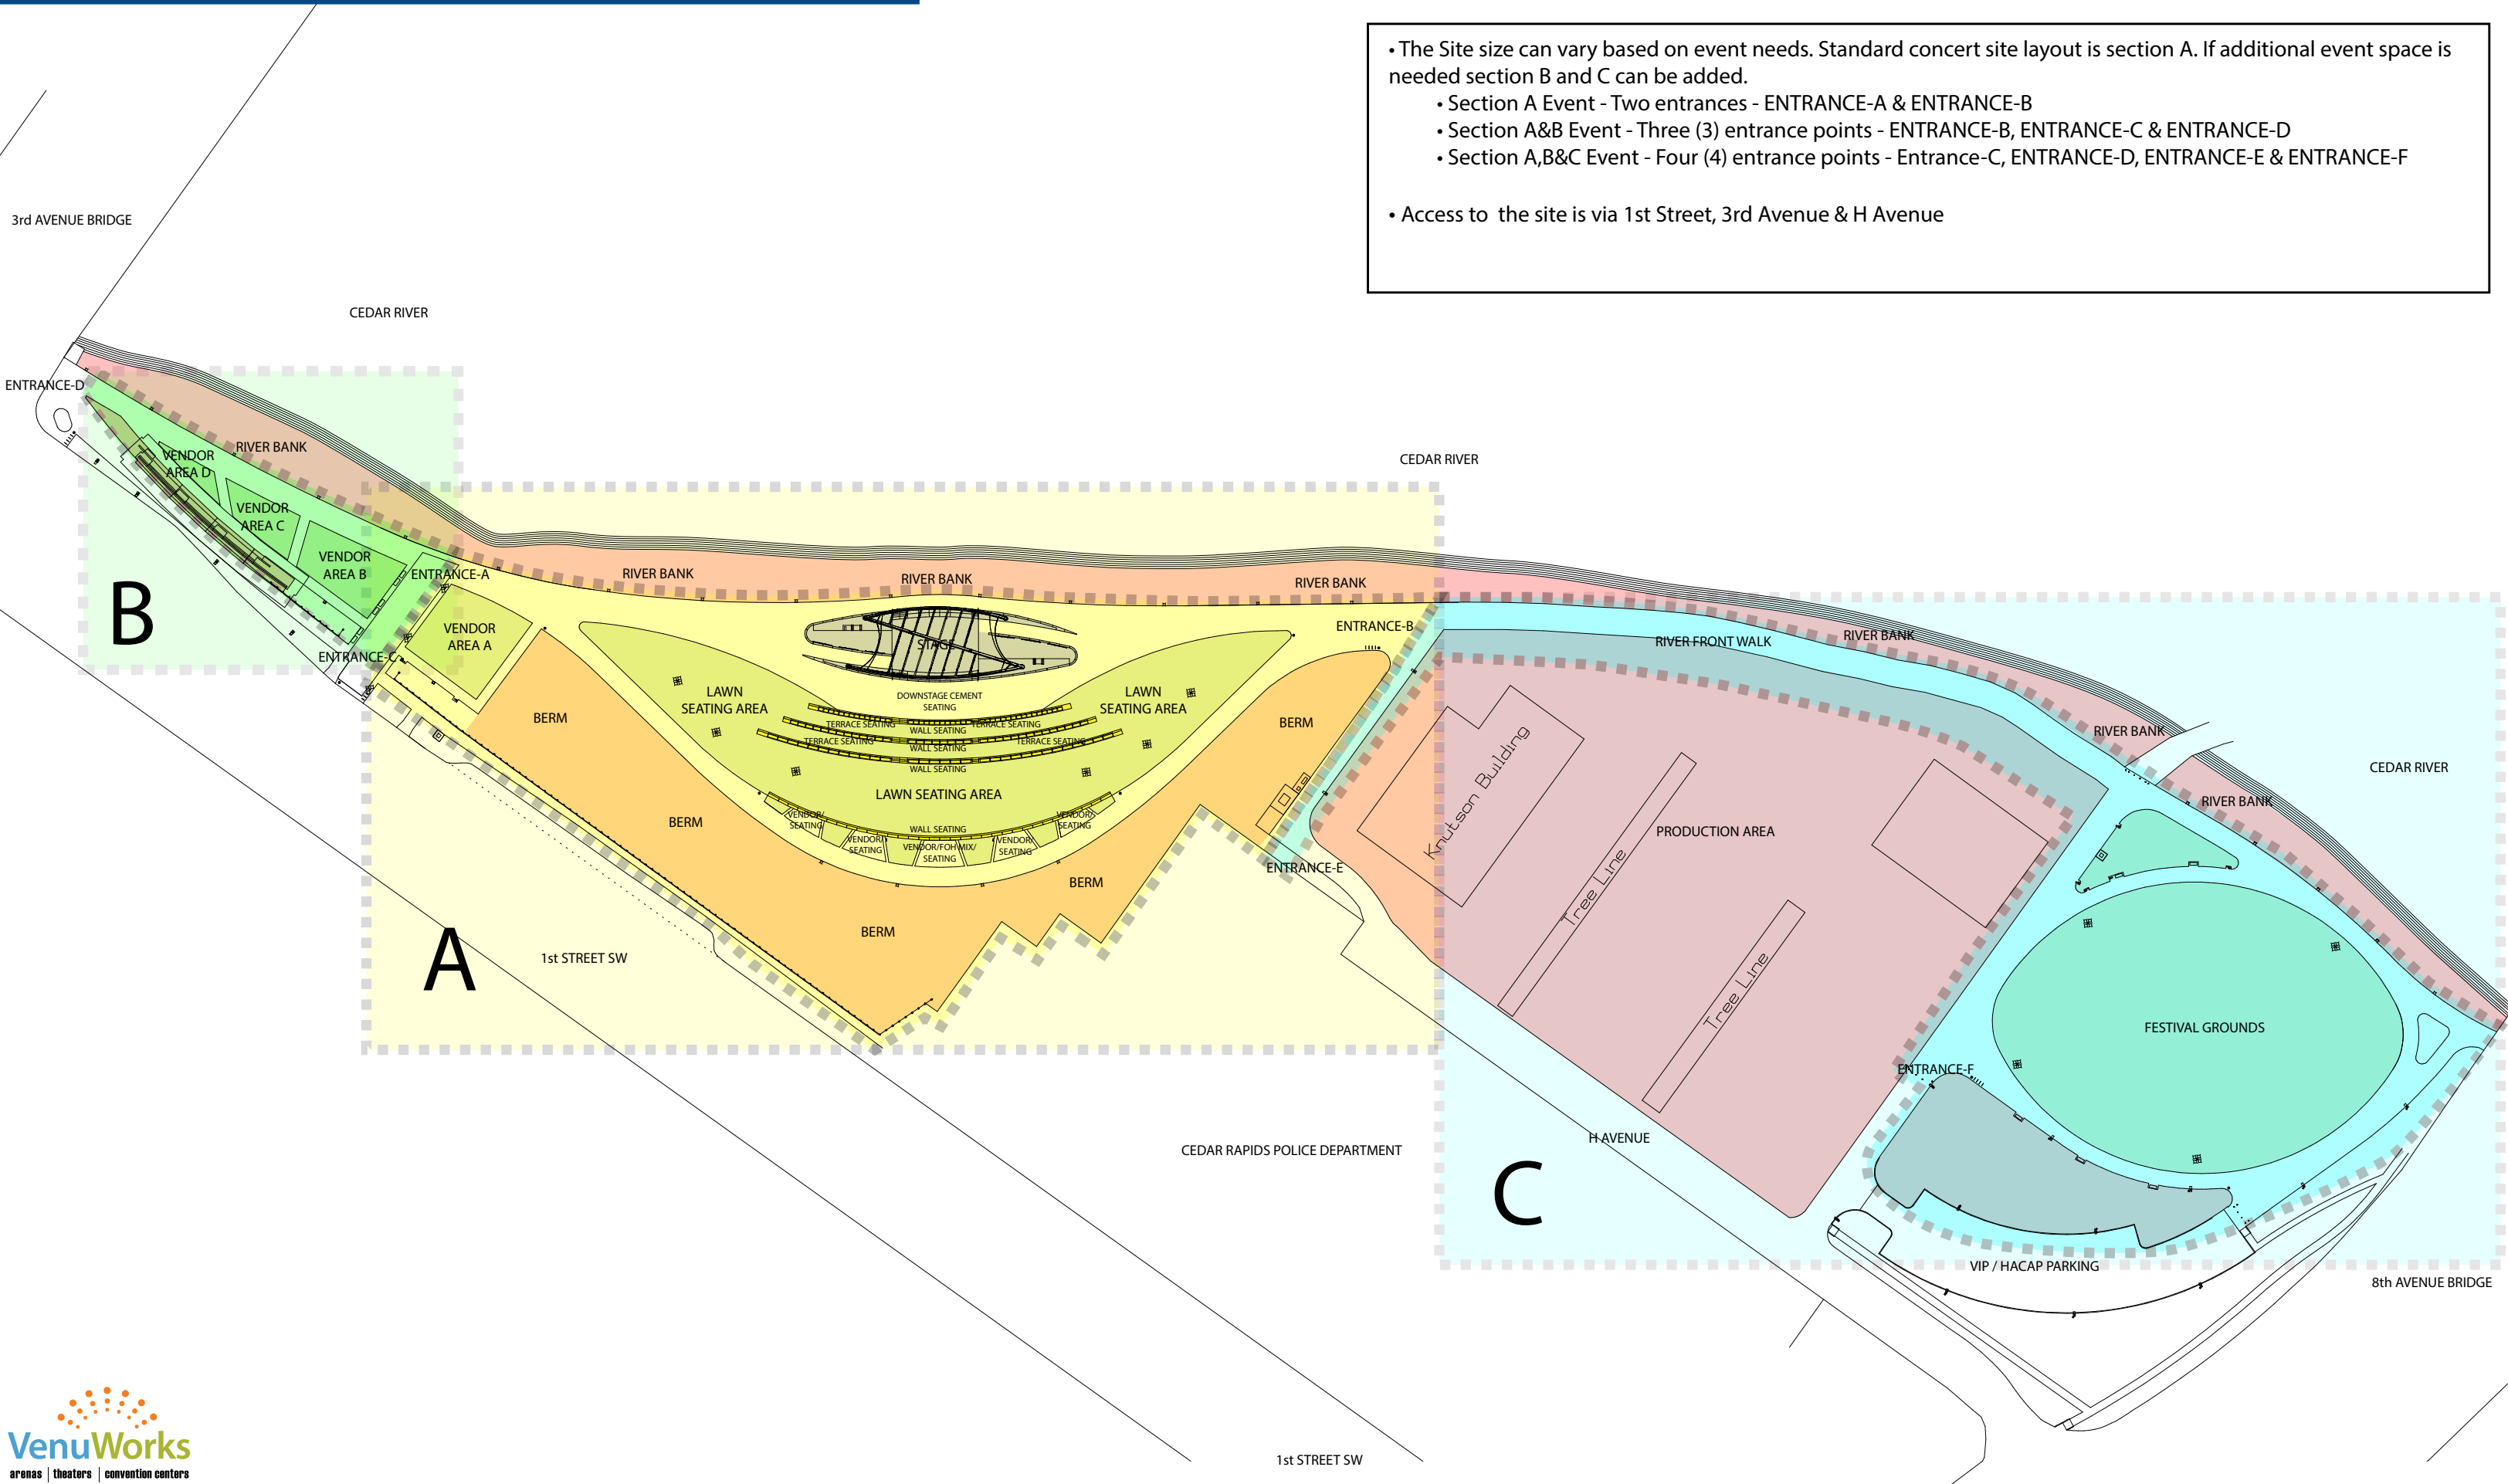 • The Site size can vary based on event needs. Standard concert site layout is section A. If additional event space is
needed section B and C can be added.
• Section A Event - Two entrances - ENTRANCE-A & ENTRANCE-B
• Section A&B Event - Three (3) entrance points - ENTRANCE-B, ENTRANCE-C & ENTRANCE-D
• Section A,B&C Event - Four (4) entrance points - Entrance-C, ENTRANCE-D, ENTRANCE-E & ENTRANCE-F
• Access to the site is via 1st Street, 3rd Avenue & H Avenue
3rd AVENUE BRIDGE
CEDAR RIVER
ENTRANCE-D
RIVER BANK
VENDOR
AREA D
VENDOR
AREA C
VENDOR
AREA B
B
ENTRANCE-A
ENTRANCE-C
VENDOR
AREA A
CEDAR RIVER
RIVER BANK
RIVER BANK
RIVER BANK
STAGE
ENTRANCE-B
LAWN
SEATING AREA
DOWNSTAGE CEMENT
SEATING
LAWN
SEATING AREA
TERRACE SEATING
TERRACE SEATING
WALL SEATING
TERRACE SEATING
TERRACE SEATING
WALL SEATING
WALL SEATING
LAWN SEATING AREA
WALL SEATING
VENDOR/
SEATING
VENDOR/
SEATING
VENDOR/FOH MIX/
SEATING
VENDOR/
SEATING
VENDOR/
SEATING
BERM
BERM
BERM
BERM
BERM
A
1st STREET SW
ENTRANCE-E
CEDAR RAPIDS POLICE DEPARTMENT
1st STREET SW
RIVER FRONT WALK
RIVER BANK
RIVER BANK
RIVER BANK
CEDAR RIVER
Knutson Building
Tree Line
Tree Line
PRODUCTION AREA
FESTIVAL GROUNDS
ENTRANCE-F
H AVENUE
C
VIP / HACAP PARKING
8th AVENUE BRIDGE
VenuWorks
arenas | theaters | convention centers